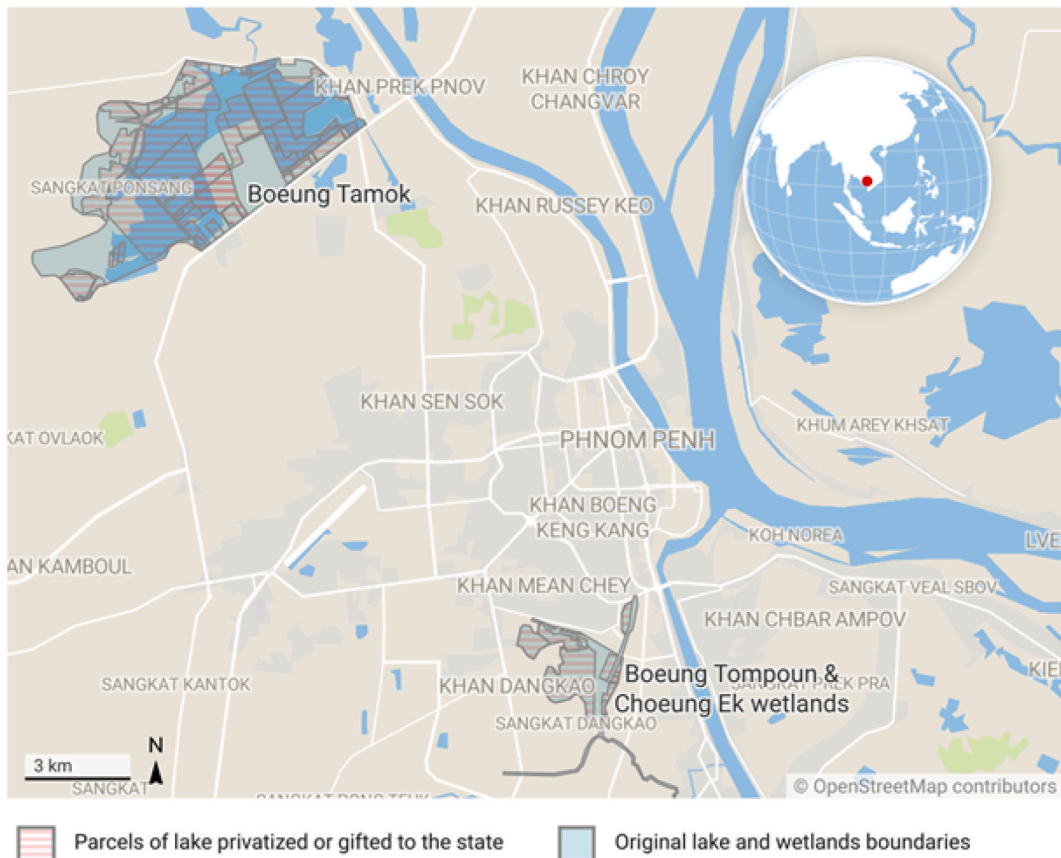 KHAN PREK PNOV
KHAN CHROY
CHANGVAR
SANGKAT PONSANG
Boeung Tamok
KHAN RUSSEY KEO
KHAN SEN SOK
KAT OVLAOK
PHNOM PENH
KHUM AREY KHSAT
KHAN BOENG
KENG KANG
KOH NOREA
LVE
AN KAMBOUL
KHAN MEAN CHEY
SANGKAT VEAL SBOV
KHAN CHBAR AMPOV
SANGKAT KANTOK
KHAN DANGKAO
Boeung Tompoun &
Choeung Ek wetlands
SANGKAT PREK PRA
KIE
SANGKAT DANGKAO
N
3 km
SANGKAT
© OpenStreetMap contributors
Parcels of lake privatized or gifted to the state
Original lake and wetlands boundaries